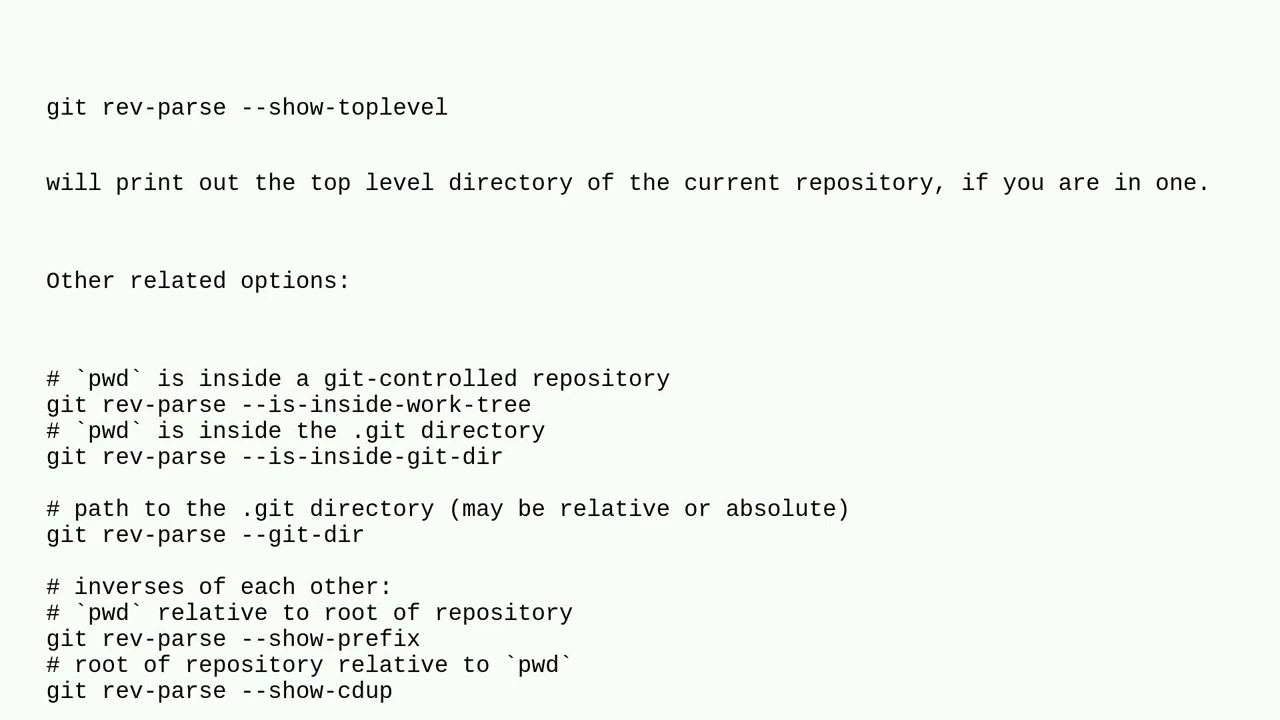 git rev-parse --show-toplevel
will print out the top level directory of the current repository, if you are in one.
Other related options:
# `pwd` is inside a git-controlled repository
git rev-parse --is-inside-work-tree
# `pwd` is inside the .git directory
git rev-parse --is-inside-git-dir
# path to the .git directory (may be relative or absolute)
git rev-parse --git-dir
# inverses of each other:
# `pwd` relative to root of repository
git rev-parse --show-prefix
# root of repository relative to `pwd`
git rev-parse --show-cdup